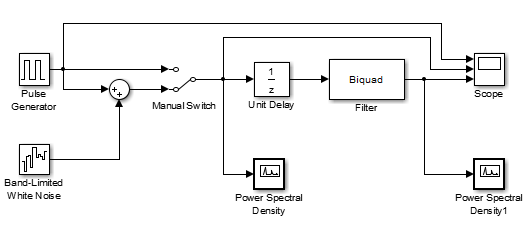 Pulse
Generator
+
+
Manual Switch
1
z
Unit Delay
Biquad
Filter
Scope
Band-Limited
White Noise
Power Spectral
Density
Power Spectral
Density1